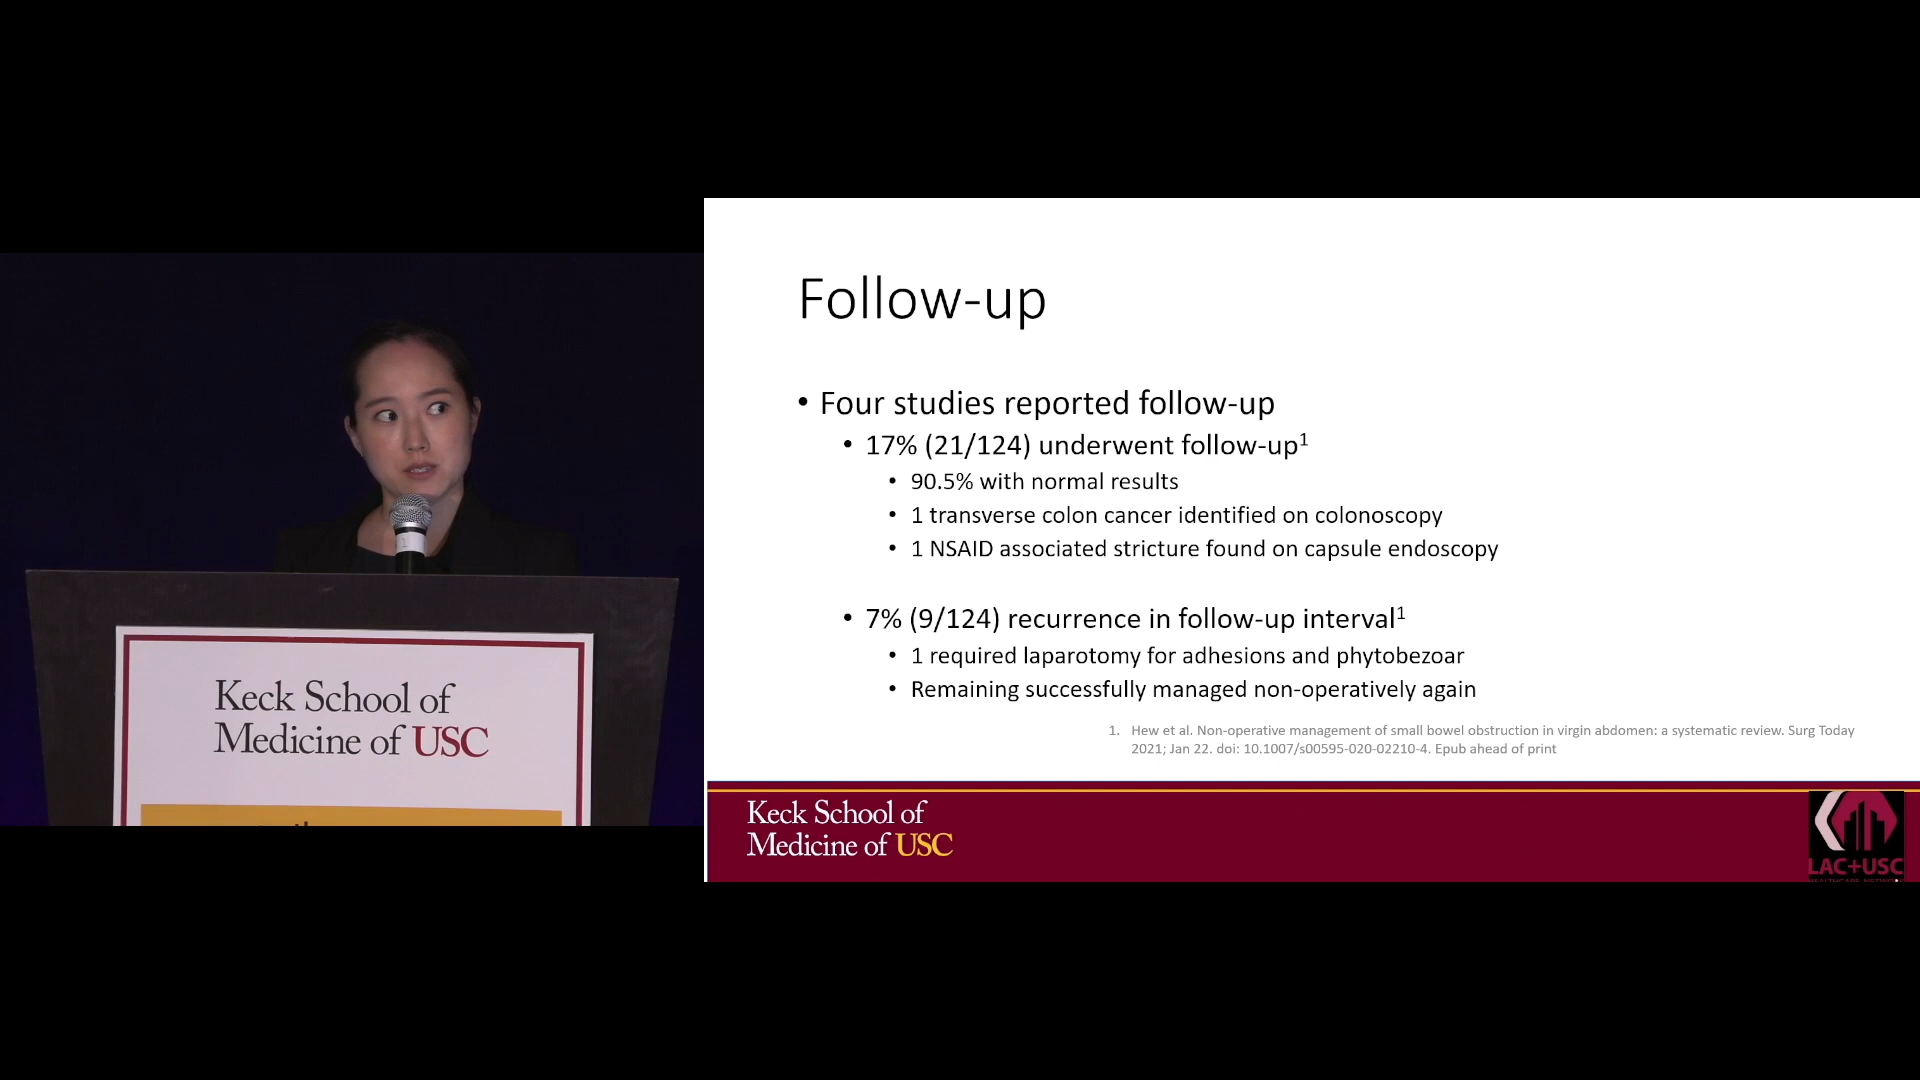 Keck School of
Medicine of USC
Follow-up
• Four studies reported follow-up
• 17% (21/124) underwent follow-up1
• 90.5% with normal results
• 1 transverse colon cancer identified on colonoscopy
• 1 NSAID associated stricture found on capsule endoscopy
• 7% (9/124) recurrence in follow-up interval1
• 1 required laparotomy for adhesions and phytobezoar
• Remaining successfully managed non-operatively again
1. Hew et al. Non-operative management of small bowel obstruction in virgin abdomen: a systematic review. Surg Today
2021; Jan 22. doi: 10.1007/s00595-020-02210-4. Epub ahead of print
Keck School of
Medicine of USC
LAC+USC